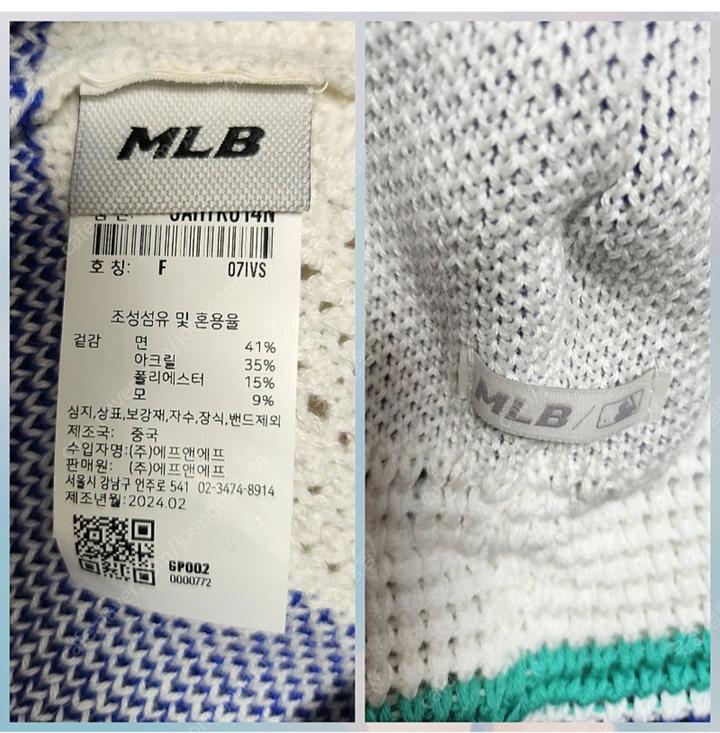 MLB
호 칭: F 07IVS
조성섬유 및 혼용율
겉감 면 41%
아크릴 35%
폴리에스터 15%
모 9%
심지,상표,보강재,자수,장식,밴드제외
제조국: 중국
수입자명:(주)에프앤에프
판매원: (주)에프앤에프
서울시 강남구 언주로 541 02-3474-8914
제조년월:2024.02
GP002
0000772
MLB /